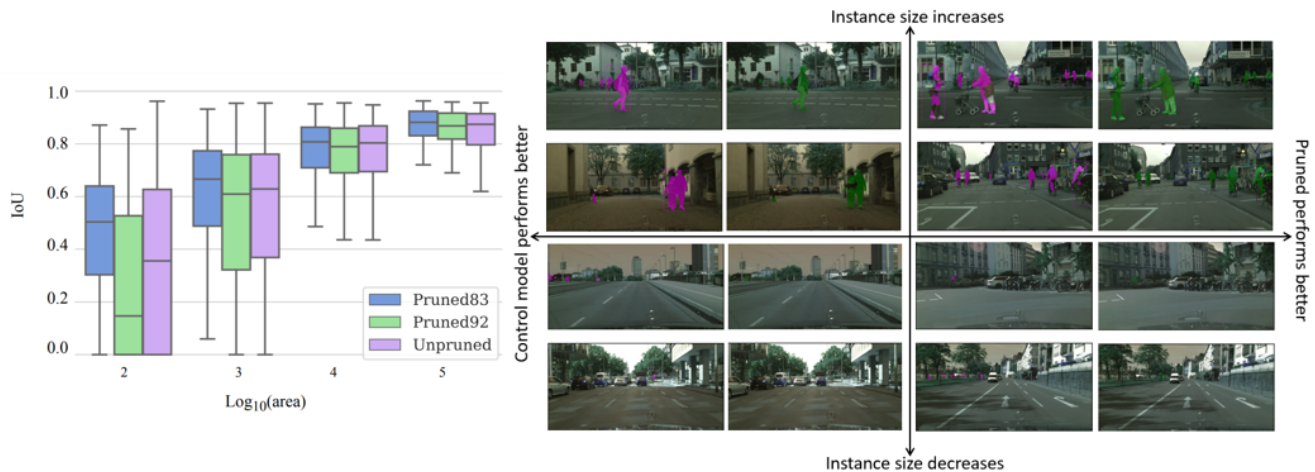 Instance size increases
1.0
0.8
0.6
0.4
0.2
0.0
IoU
Pruned83
Pruned92
Unpruned
2 3 4 5
Log10(area)
Control model performs better
Pruned performs better
Instance size decreases